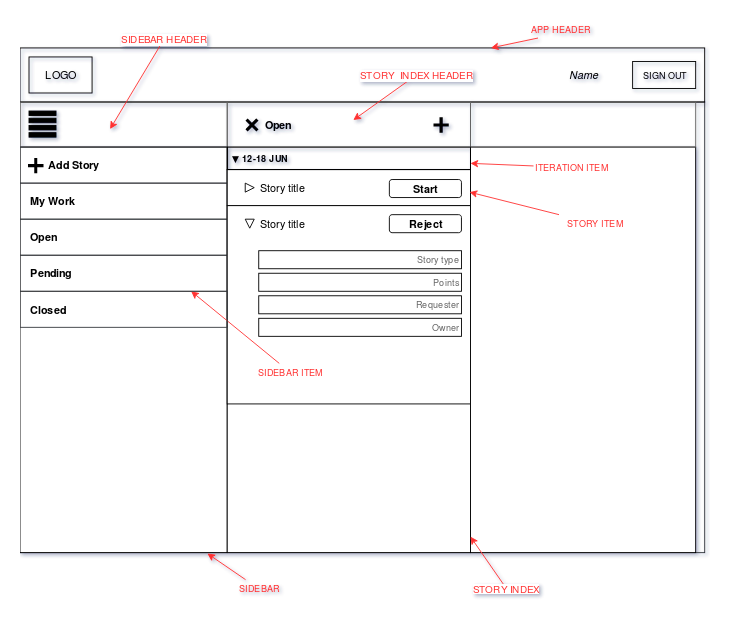 APP HEADER
SIDEBAR HEADER
STORY INDEX HEADER
LOGO
Name
SIGN OUT
Open
12-18 JUN
Add Story
ITERATION ITEM
Story title
Start
My Work
STORY ITEM
Story title
Reject
Open
Story type
Pending
Points
Requester
Closed
Owner
SIDEBAR ITEM
SIDEBAR
STORY INDEX